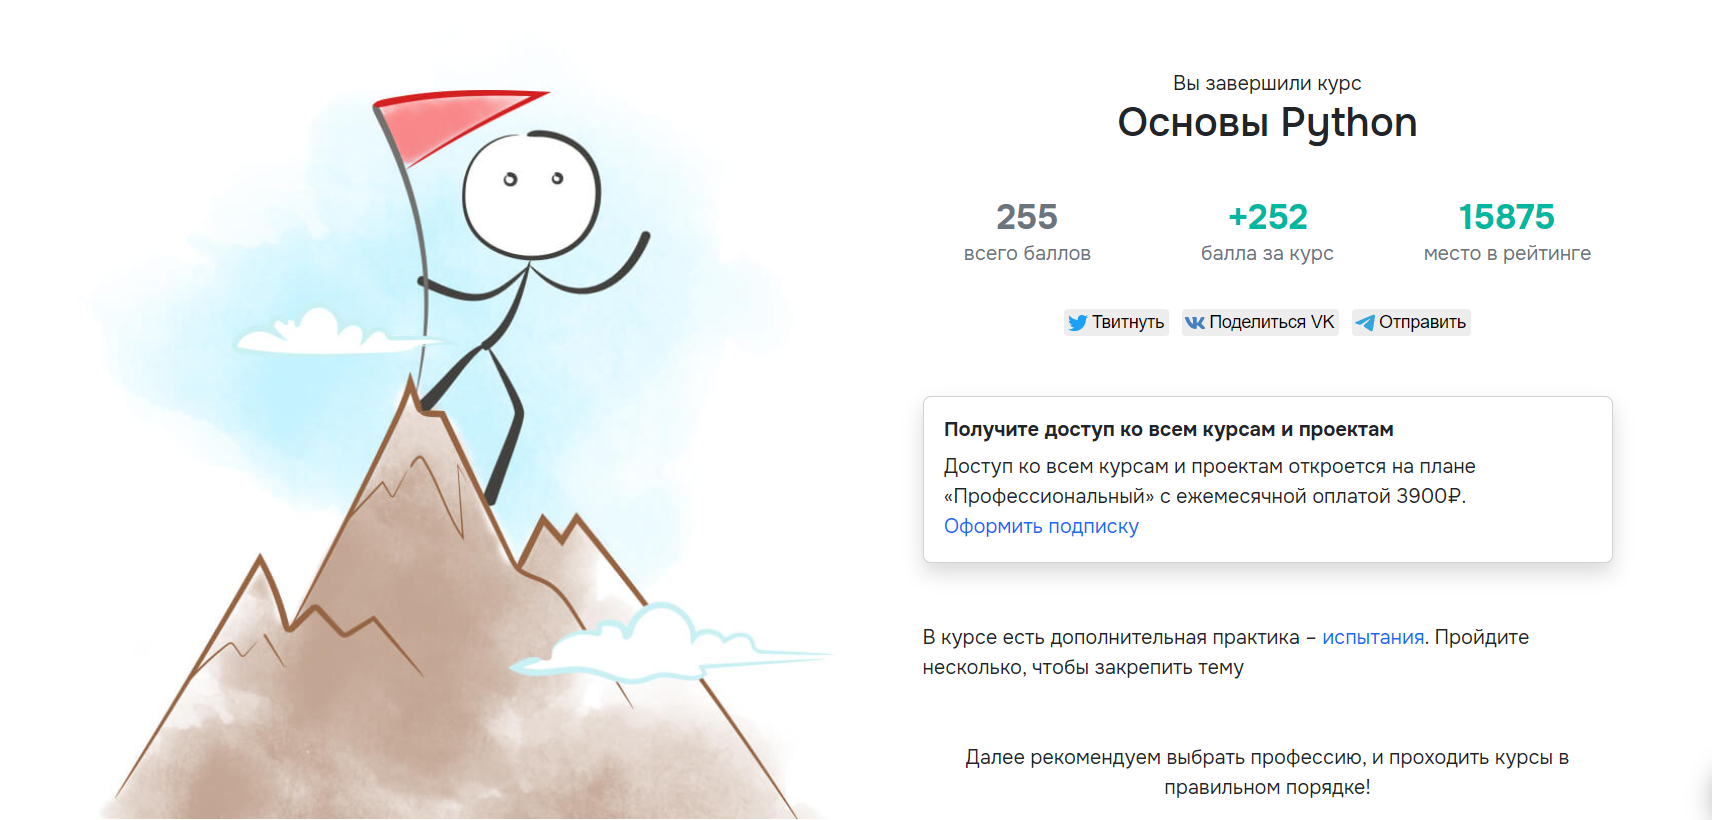 Вы завершили курс
Основы Python
255
всего баллов
+252
балла за курс
15875
место в рейтинге
Твитнуть
Поделиться VK
Отправить
Получите доступ ко всем курсам и проектам
Доступ ко всем курсам и проектам откроется на плане
«Профессиональный» с ежемесячной оплатой 3900₽.
Оформить подписку
В курсе есть дополнительная практика – испытания. Пройдите
несколько, чтобы закрепить тему
Далее рекомендуем выбрать профессию, и проходить курсы в
правильном порядке!